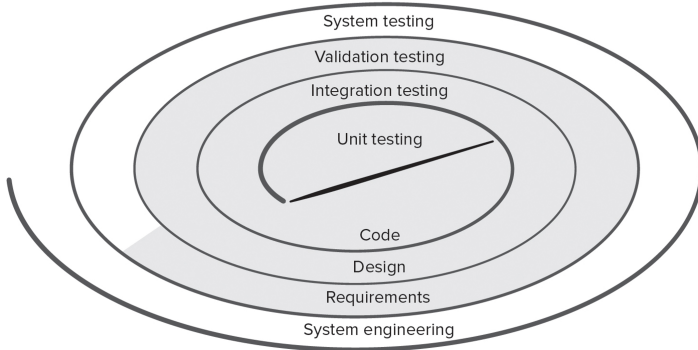 System testing
Validation testing
Integration testing
Unit testing
Code
Design
Requirements
System engineering